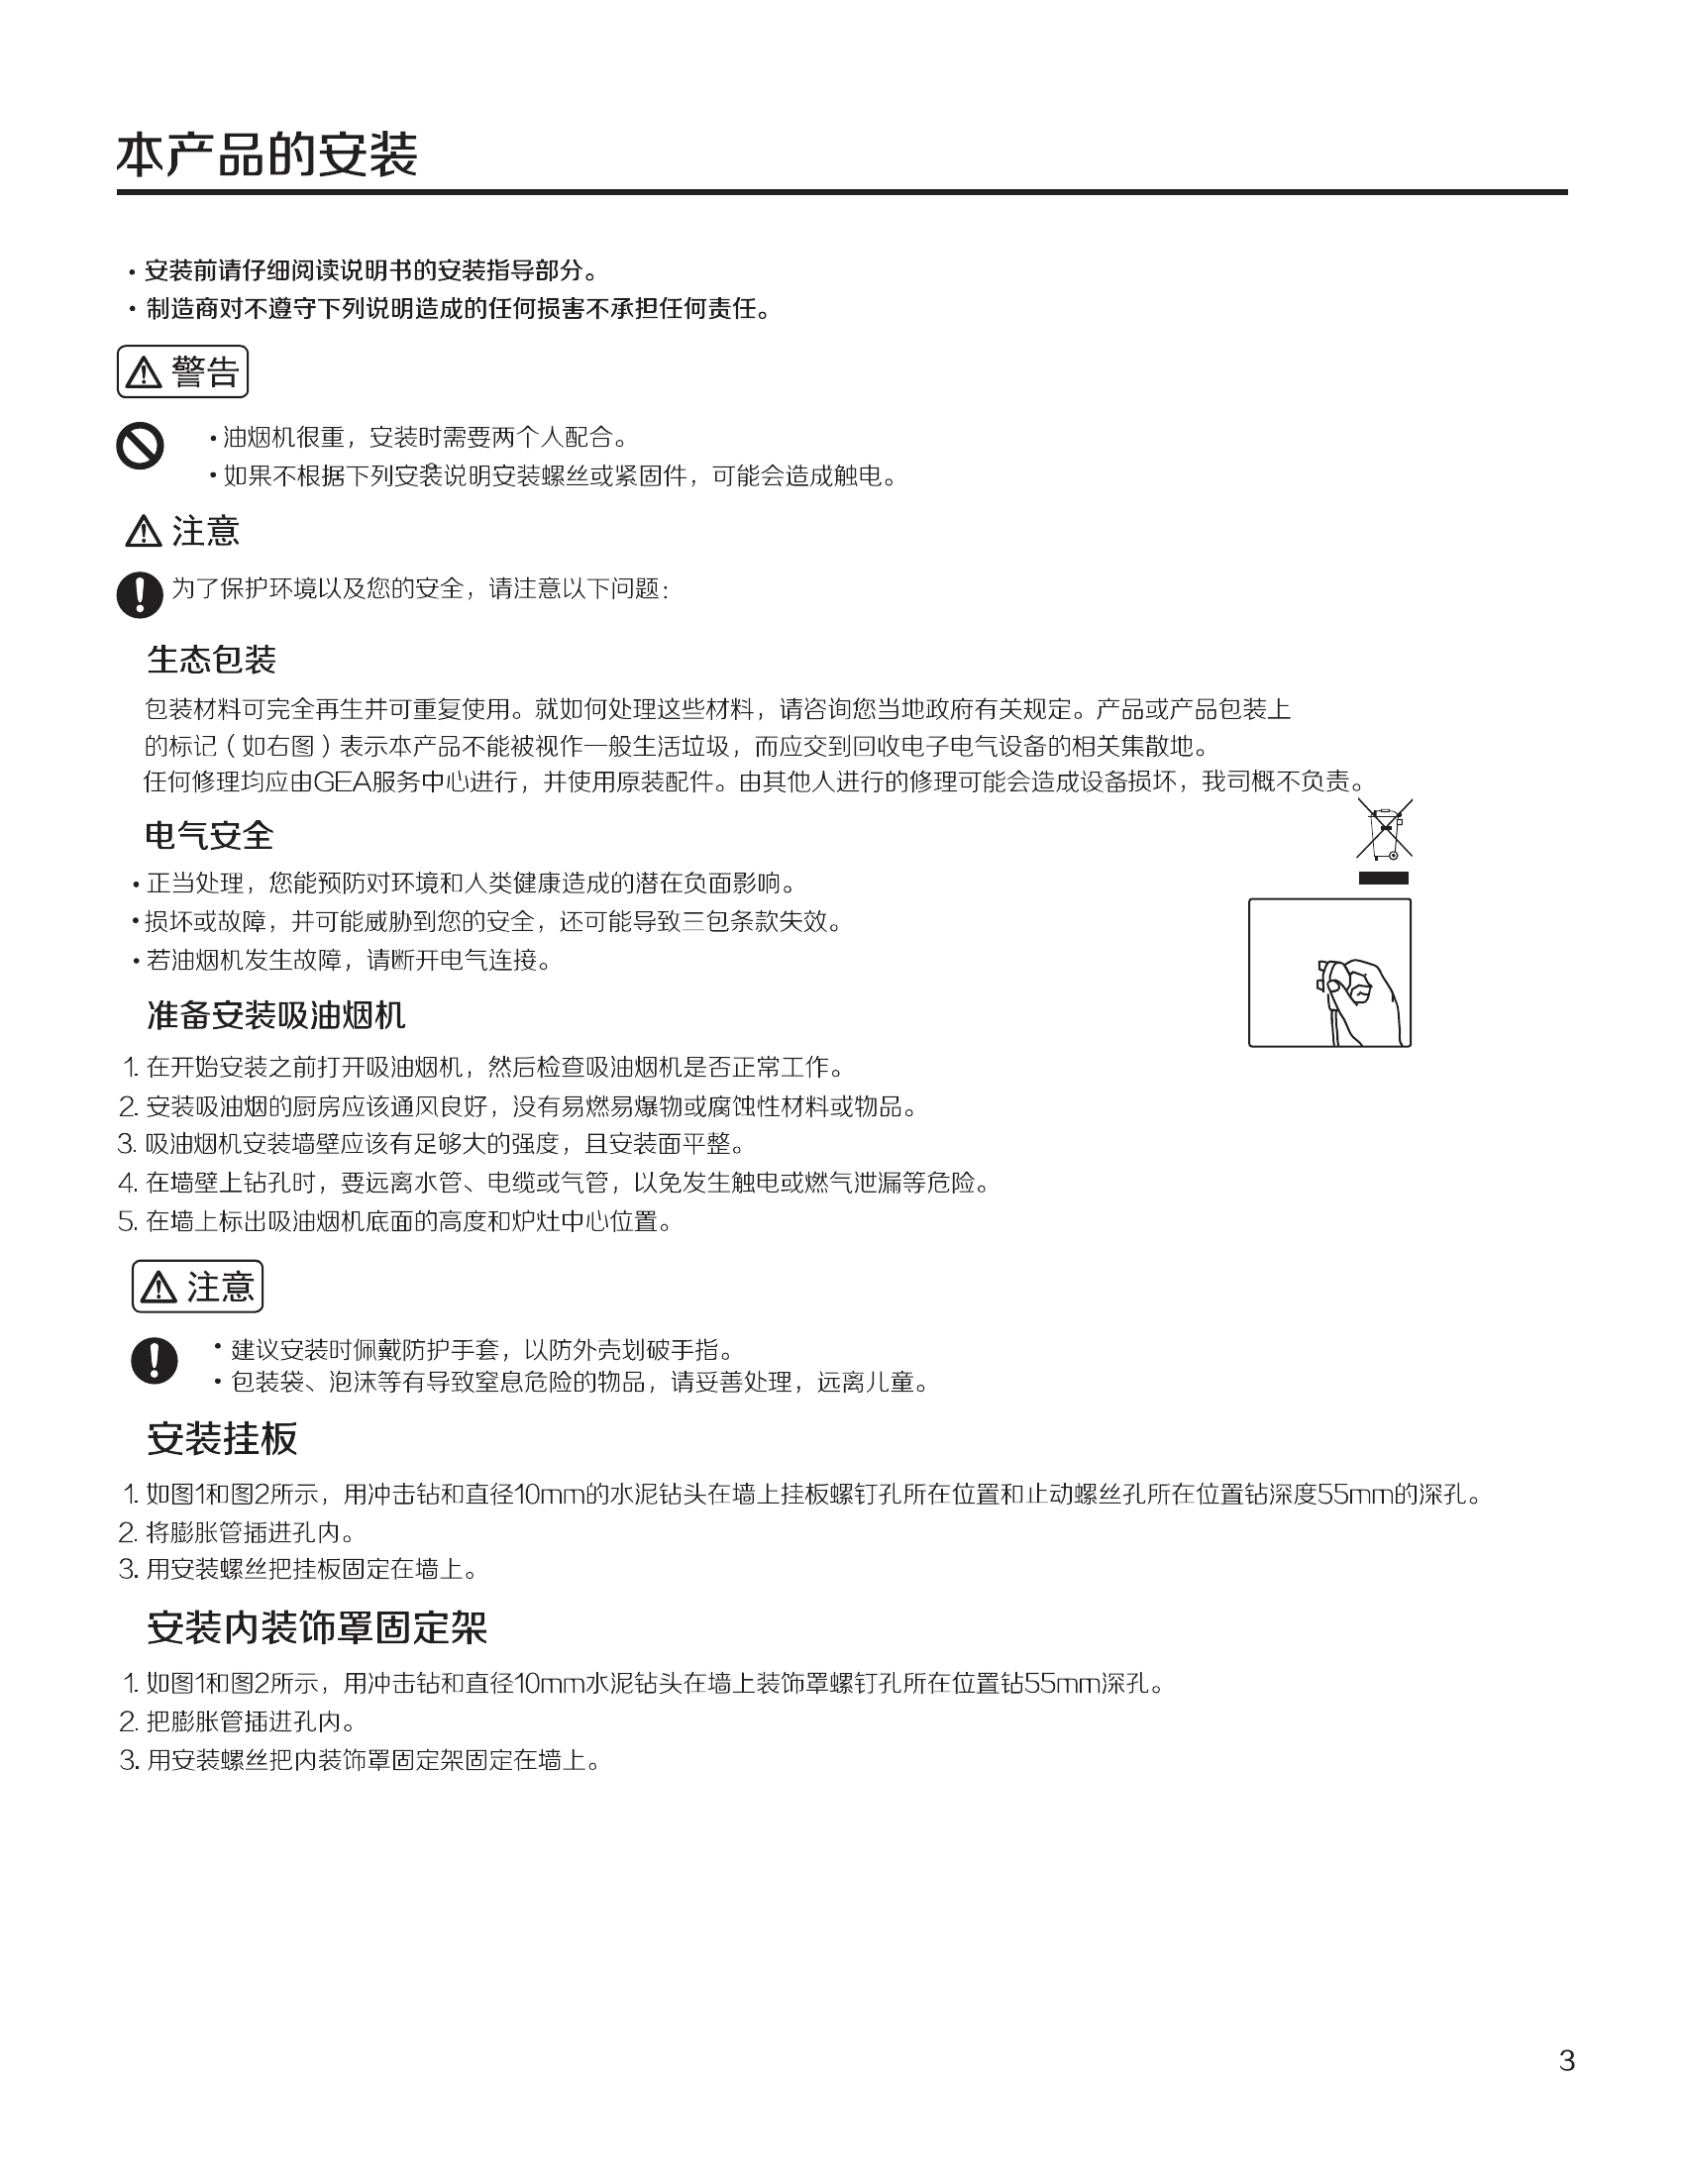 本产品的安装
• 安装前请仔细阅读说明书的安装指导部分。
• 制造商对不遵守下列说明造成的任何损害不承担任何责任。
警告
• 油烟机很重，安装时需要两个人配合。
• 如果不根据下列安装说明安装螺丝或紧固件，可能会造成触电。
注意
为了保护环境以及您的安全，请注意以下问题：
生态包装
包装材料可完全再生并可重复使用。就如何处理这些材料，请咨询您当地政府有关规定。产品或产品包装上
的标记（如右图）表示本产品不能被视作一般生活垃圾，而应交到回收电子电气设备的相关集散地。
任何修理均应由GEA服务中心进行，并使用原装配件。由其他人进行的修理可能会造成设备损坏，我司概不负责。
电气安全
• 正当处理，您能预防对环境和人类健康造成的潜在负面影响。
• 损坏或故障，并可能威胁到您的安全，还可能导致三包条款失效。
• 若油烟机发生故障，请断开电气连接。
准备安装吸油烟机
1. 在开始安装之前打开吸油烟机，然后检查吸油烟机是否正常工作。
2. 安装吸油烟的厨房应该通风良好，没有易燃易爆物或腐蚀性材料或物品。
3. 吸油烟机安装墙壁应该有足够大的强度，且安装面平整。
4. 在墙壁上钻孔时，要远离水管、电缆或气管，以免发生触电或燃气泄漏等危险。
5. 在墙上标出吸油烟机底面的高度和炉灶中心位置。
注意
• 建议安装时佩戴防护手套，以防外壳划破手指。
• 包装袋、泡沫等有导致窒息危险的物品，请妥善处理，远离儿童。
安装挂板
1. 如图1和图2所示，用冲击钻和直径10mm的水泥钻头在墙上挂板螺钉孔所在位置和止动螺丝孔所在位置钻深度55mm的深孔。
2. 将膨胀管插进孔内。
3. 用安装螺丝把挂板固定在墙上。
安装内装饰罩固定架
1. 如图1和图2所示，用冲击钻和直径10mm水泥钻头在墙上装饰罩螺钉孔所在位置钻55mm深孔。
2. 把膨胀管插进孔内。
3. 用安装螺丝把内装饰罩固定架固定在墙上。
3